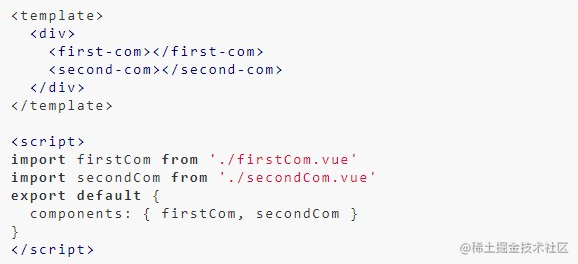 <template>
  <div>
    <first-com></first-com>
    <second-com></second-com>
  </div>
</template>

<script>
import firstCom from './firstCom.vue'
import secondCom from './secondCom.vue'
export default {
  components: { firstCom, secondCom }
}
</script>
@稀土掘金技术社区